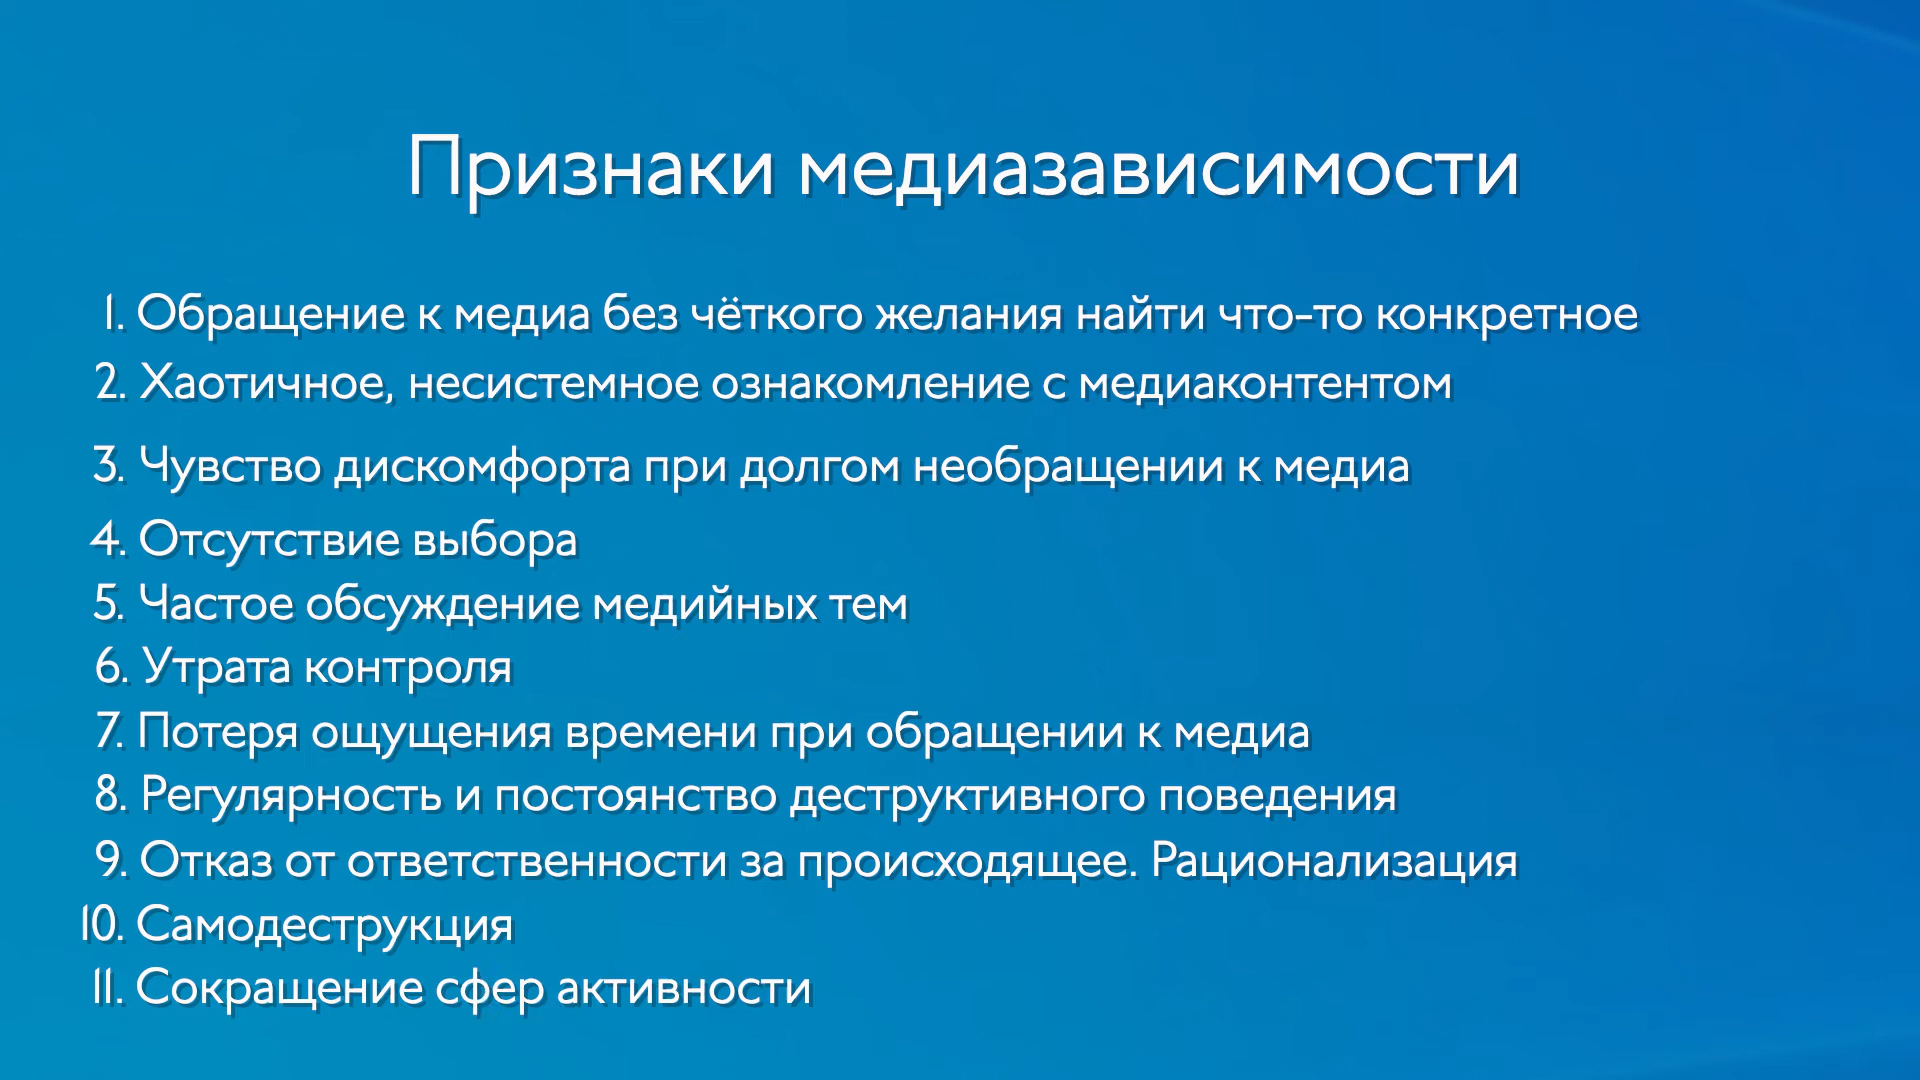 Признаки медиазависимости
1. Обращение к медиа без чёткого желания найти что-то конкретное
2. Хаотичное, несистемное ознакомление с медиаконтентом
3. Чувство дискомфорта при долгом необращении к медиа
4. Отсутствие выбора
5. Частое обсуждение медийных тем
6. Утрата контроля
7. Потеря ощущения времени при обращении к медиа
8. Регулярность и постоянство деструктивного поведения
9. Отказ от ответственности за происходящее. Рационализация
10. Самодеструкция
11. Сокращение сфер активности